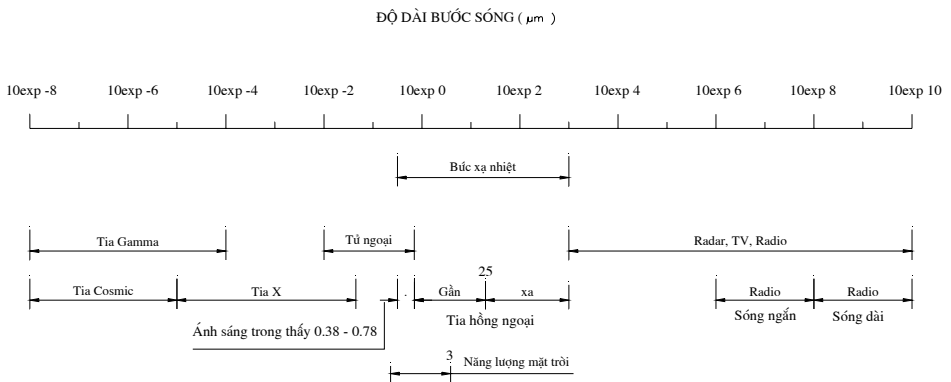 ĐỘ DÀI BƯỚC SÓNG ( μm )
10exp -8 10exp -6 10exp -4 10exp -2 10exp 0 10exp 2 10exp 4 10exp 6 10exp 8 10exp 10
Bức xạ nhiệt
Tia Gamma Tử ngoại Radar, TV, Radio
25
Tia Cosmic Tia X Gần xa Radio Radio
Tia hồng ngoại Sóng ngắn Sóng dài
Ánh sáng trong thấy 0.38 - 0.78
3 Năng lượng mặt trời